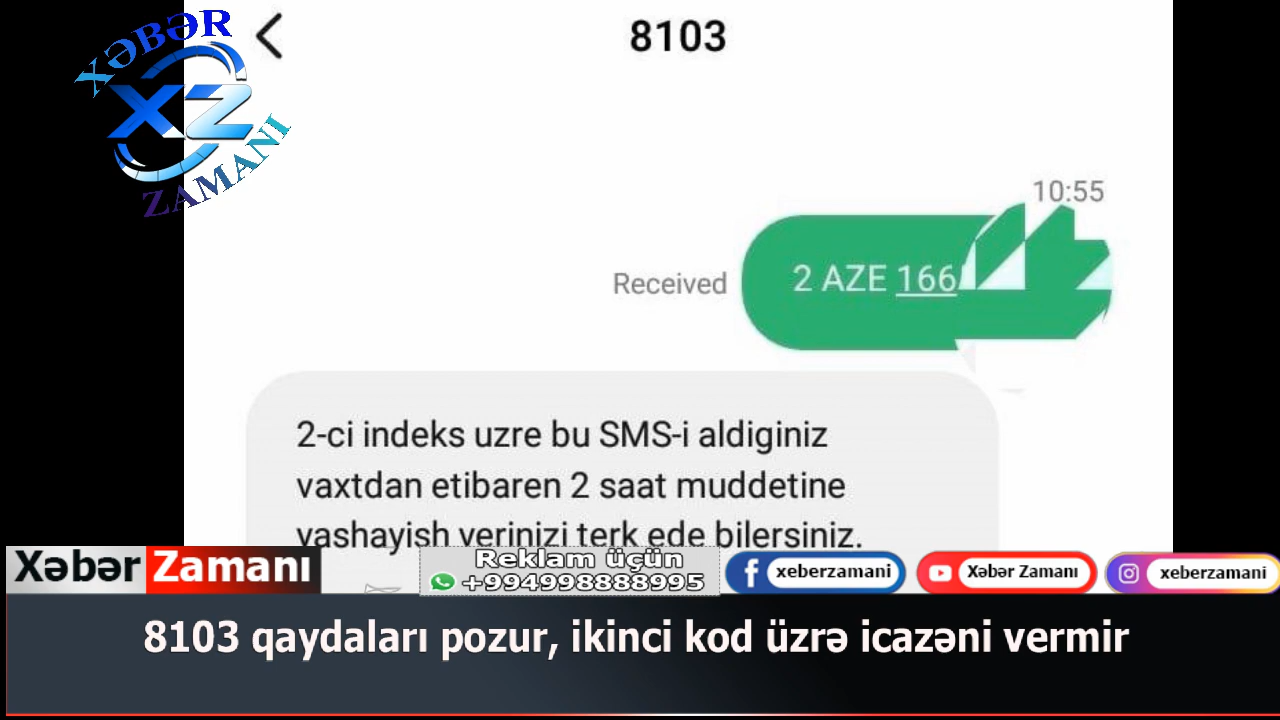 XƏBƏR
XZ
ZAMANI
8103
10:55
Received
2 AZE 166
2-ci indeks uzre bu SMS-i aldiginiz
vaxtdan etibaren 2 saat muddetine
yashayish yerinizi terk ede bilersiniz.
Xəbər Zamanı
Reklam üçün
+994998888995
xeberzamani
Xəbər Zamanı
xeberzamani
8103 qaydaları pozur, ikinci kod üzrə icazəni vermir